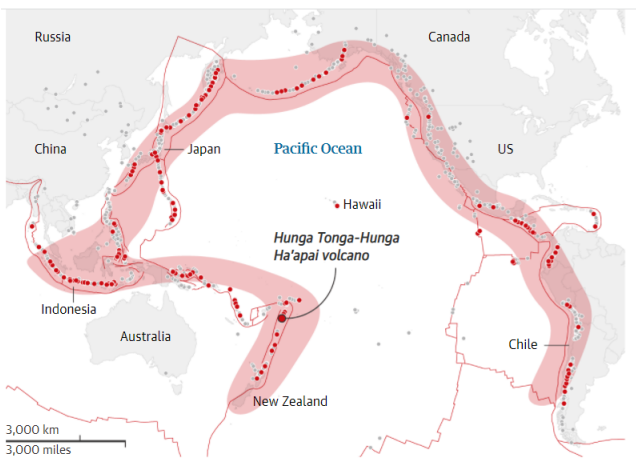 Russia
Canada
China
Japan
Pacific Ocean
US
Hawaii
Hunga Tonga-Hunga
Ha'apai volcano
Indonesia
Australia
Chile
New Zealand
3,000 km
3,000 miles